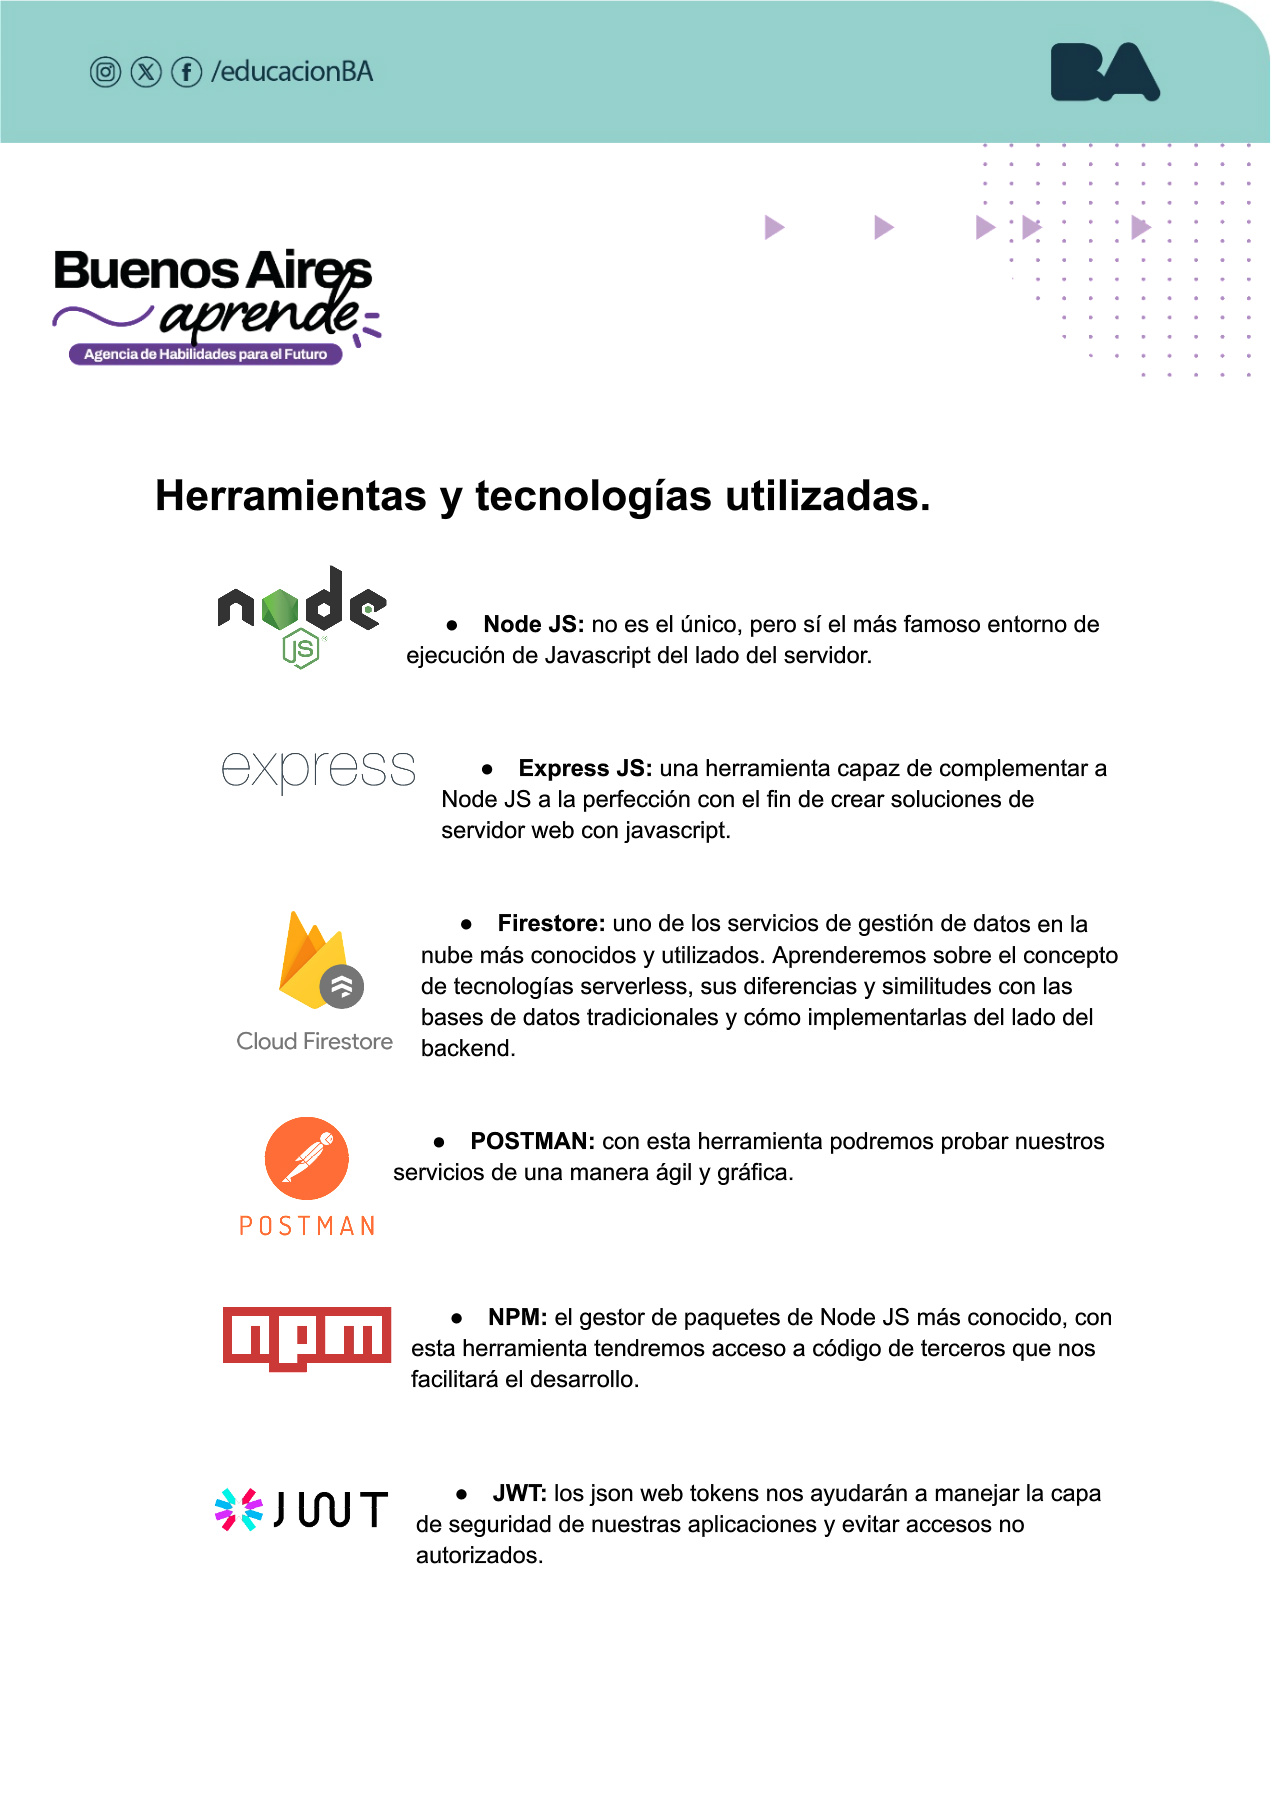 /educacionBA
BA
Buenos Aires
aprende
Agencia de Habilidades para el Futuro
Herramientas y tecnologías utilizadas.
node
JS
● Node JS: no es el único, pero sí el más famoso entorno de
ejecución de Javascript del lado del servidor.
express
● Express JS: una herramienta capaz de complementar a
Node JS a la perfección con el fin de crear soluciones de
servidor web con javascript.
● Firestore: uno de los servicios de gestión de datos en la
nube más conocidos y utilizados. Aprenderemos sobre el concepto
de tecnologías serverless, sus diferencias y similitudes con las
bases de datos tradicionales y cómo implementarlas del lado del
backend.
Cloud Firestore
● POSTMAN: con esta herramienta podremos probar nuestros
servicios de una manera ágil y gráfica.
POSTMAN
npm
● NPM: el gestor de paquetes de Node JS más conocido, con
esta herramienta tendremos acceso a código de terceros que nos
facilitará el desarrollo.
JWT
● JWT: los json web tokens nos ayudarán a manejar la capa
de seguridad de nuestras aplicaciones y evitar accesos no
autorizados.